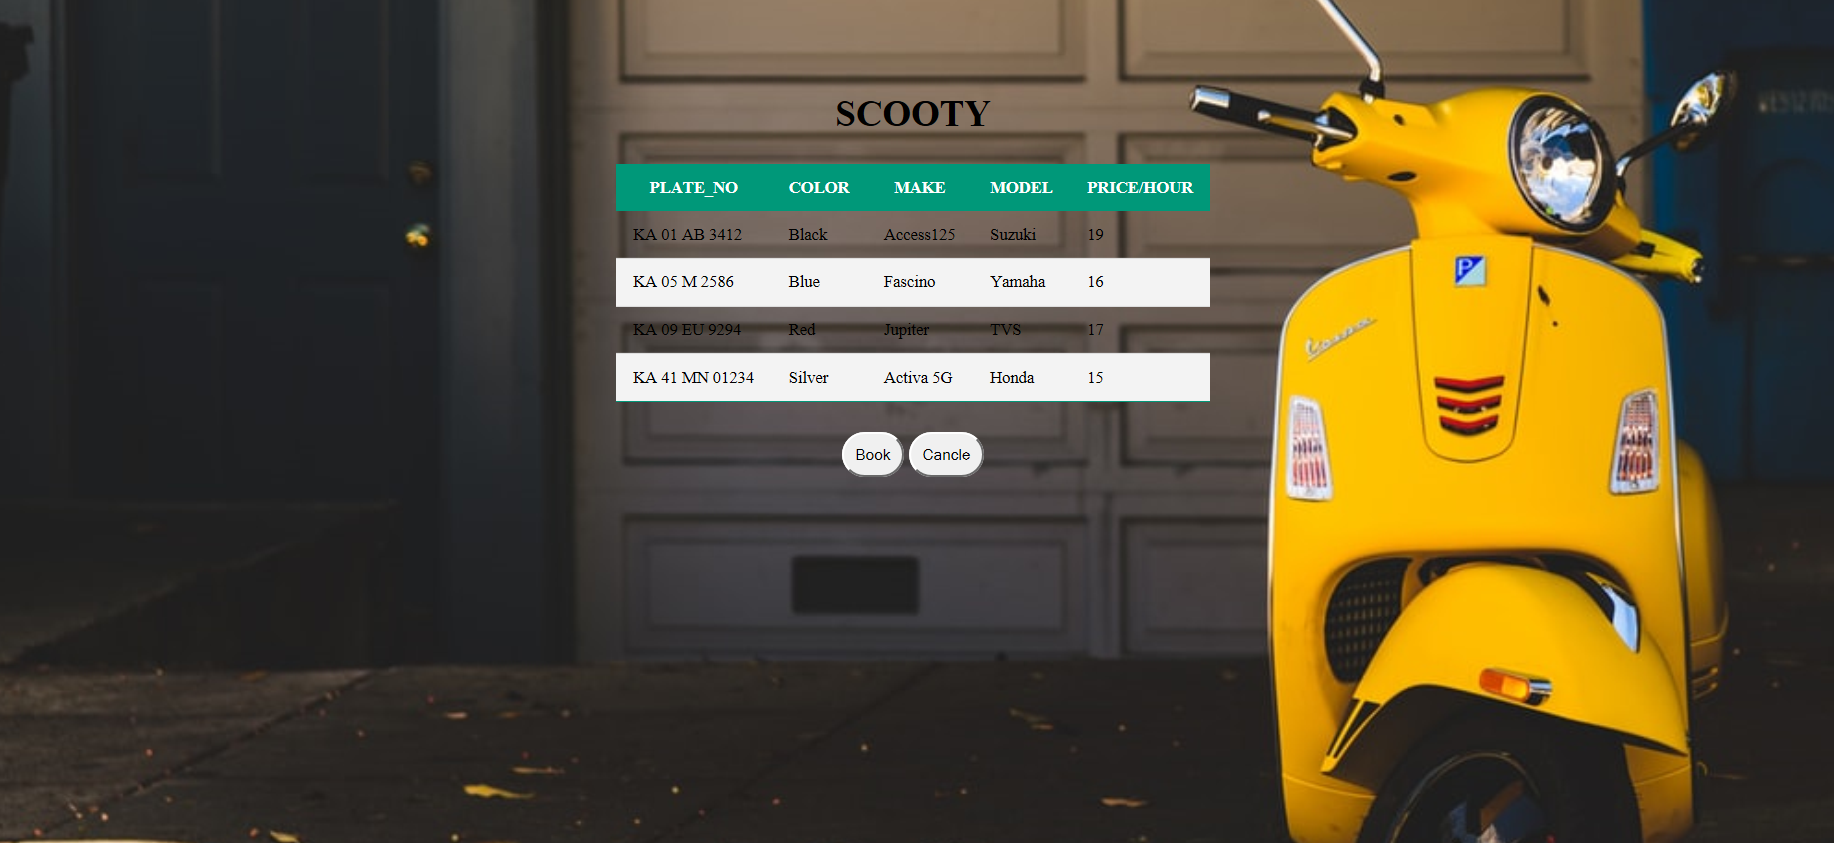 SCOOTY
PLATE_NO COLOR MAKE MODEL PRICE/HOUR
KA 01 AB 3412 Black Access125 Suzuki 19
KA 05 M 2586 Blue Fascino Yamaha 16
KA 09 EU 9294 Red Jupiter TVS 17
KA 41 MN 01234 Silver Activa 5G Honda 15
Book Cancle
P
Vespa